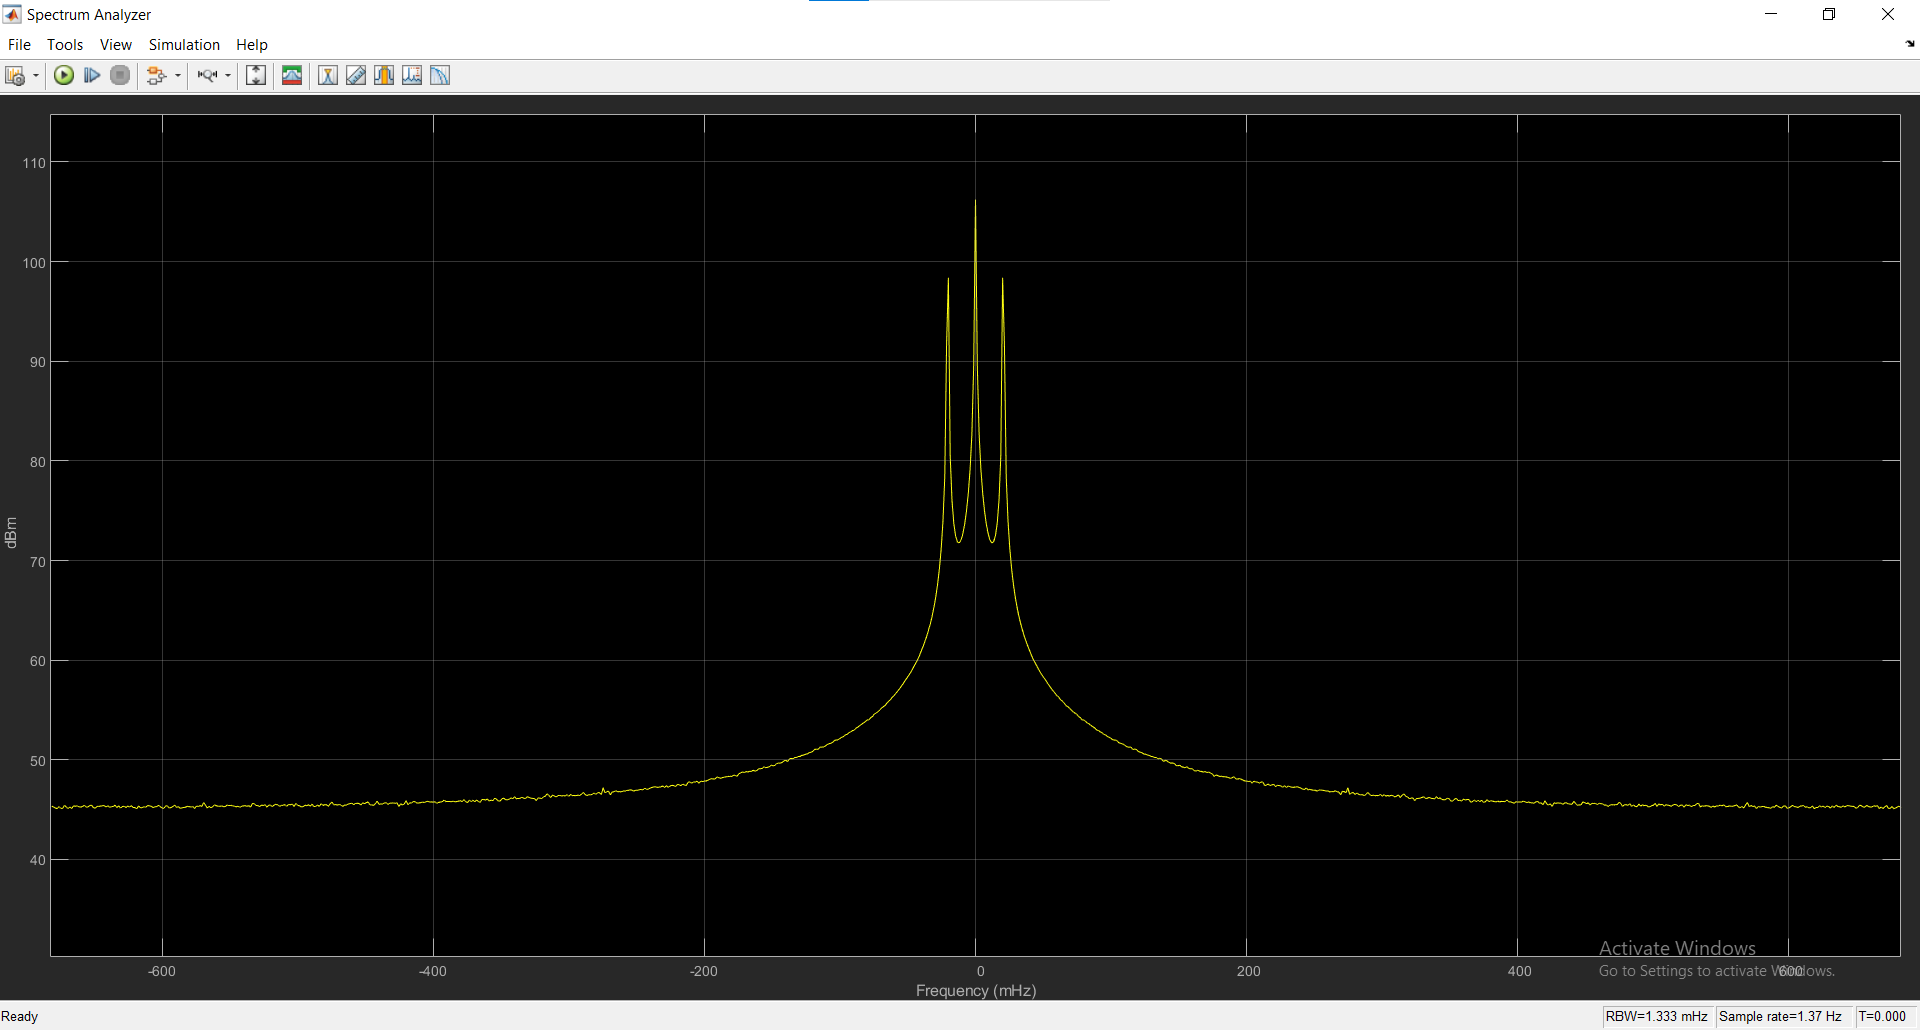 Spectrum Analyzer
File Tools View Simulation Help
110
100
90
80
70
60
50
40
dBm
-600 -400 -200 0 200 400 600
Frequency (mHz)
Activate Windows
Go to Settings to activate Windows.
Ready
RBW=1.333 mHz Sample rate=1.37 Hz T=0.000